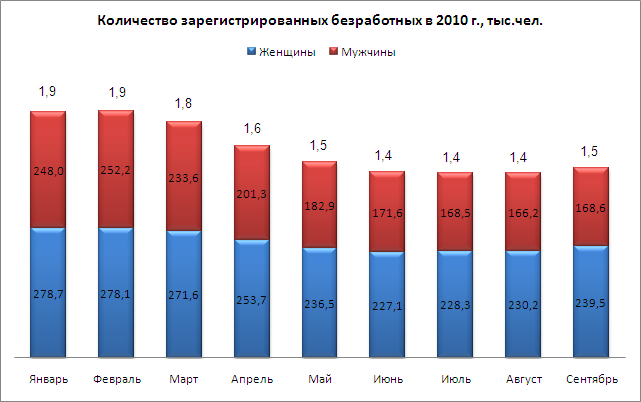 Количество зарегистрированных безработных в 2010 г., тыс.чел.
Женщины Мужчины
1,9 1,9 1,8 1,6 1,5 1,4 1,4 1,4 1,5
248,0 252,2 233,6 201,3 182,9 171,6 168,5 166,2 168,6
278,7 278,1 271,6 253,7 236,5 227,1 228,3 230,2 239,5
Январь Февраль Март Апрель Май Июнь Июль Август Сентябрь